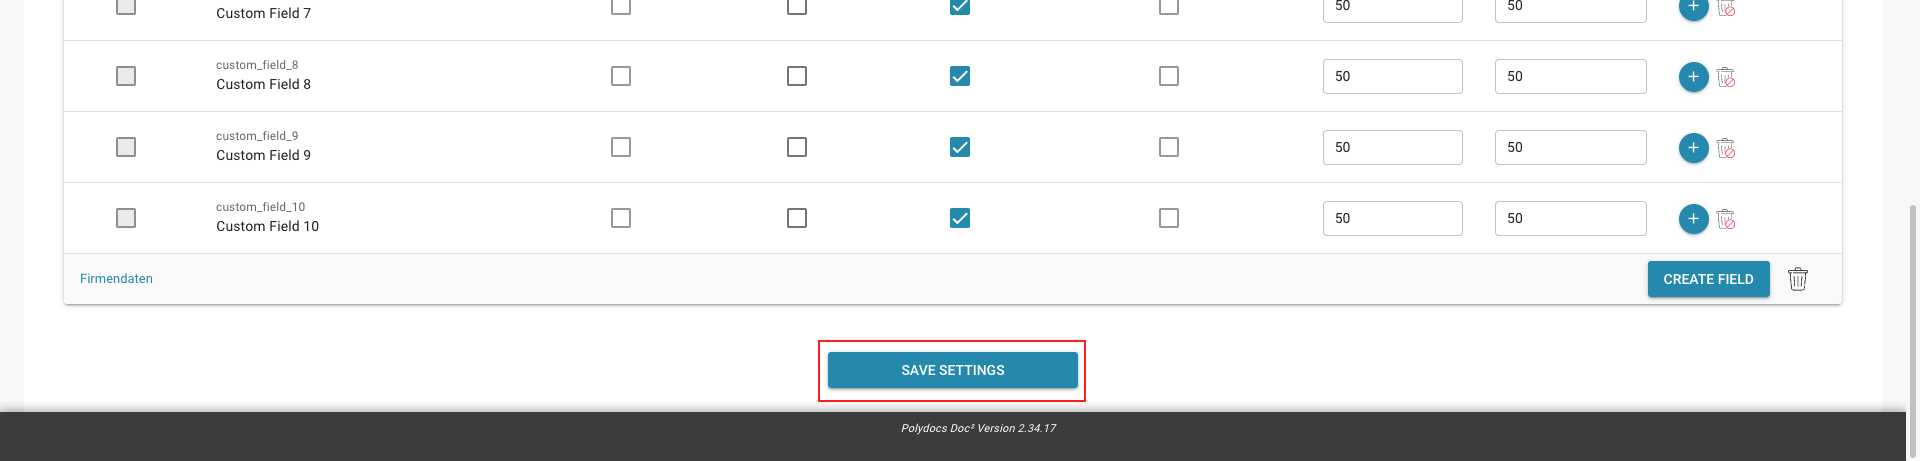 Custom Field 7
50
50
custom_field_8
Custom Field 8
50
50
custom_field_9
Custom Field 9
50
50
custom_field_10
Custom Field 10
50
50
Firmendaten
CREATE FIELD
SAVE SETTINGS
Polydocs Doc² Version 2.34.17